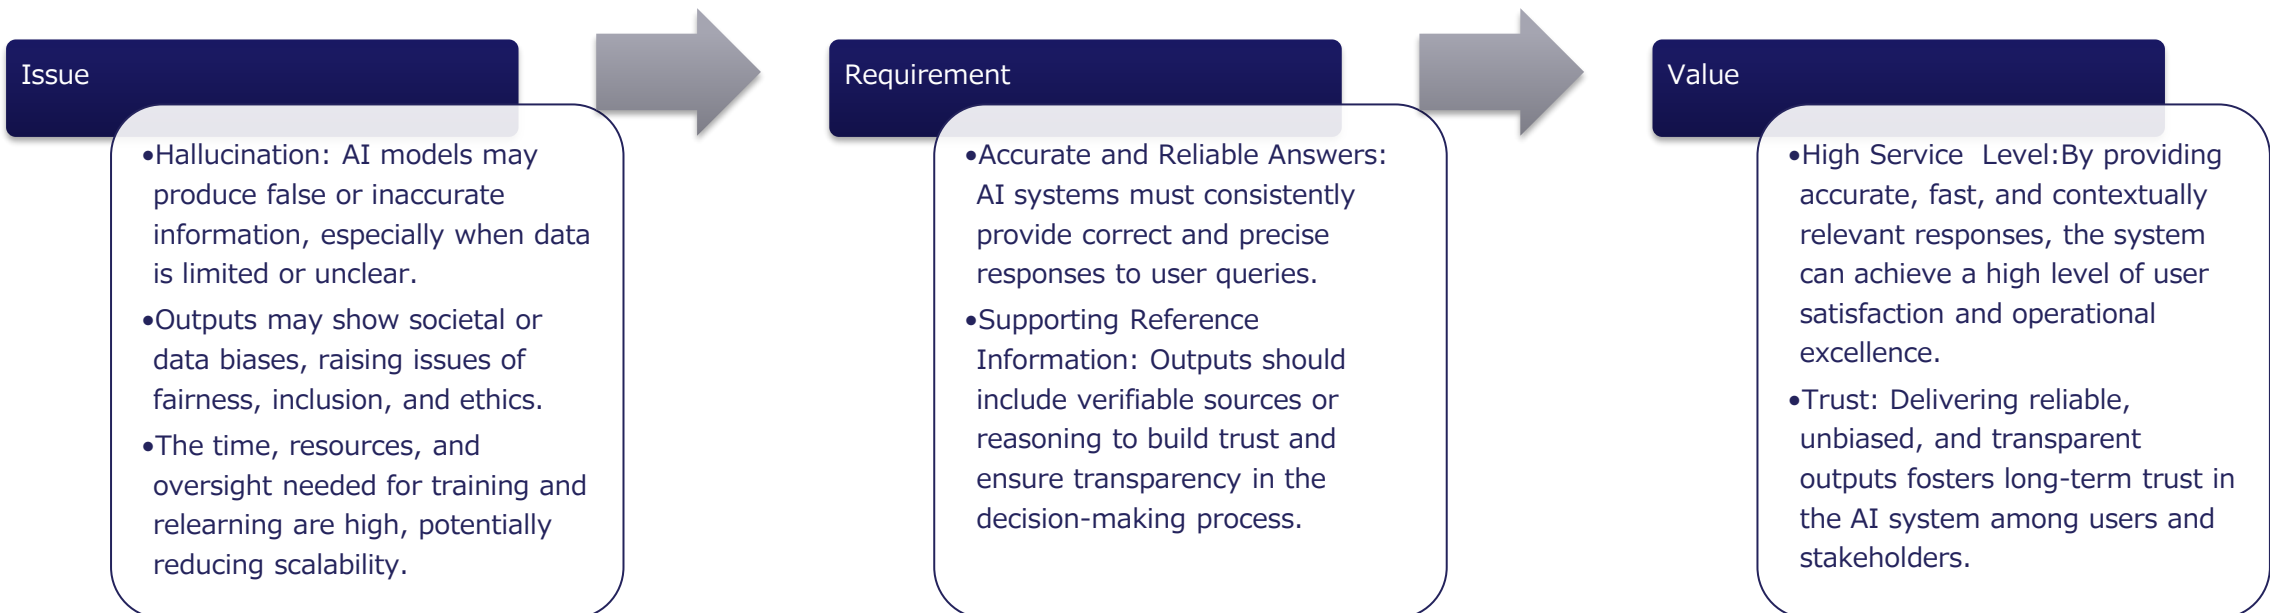 Issue
•Hallucination: AI models may
produce false or inaccurate
information, especially when data
is limited or unclear.
•Outputs may show societal or
data biases, raising issues of
fairness, inclusion, and ethics.
•The time, resources, and
oversight needed for training and
relearning are high, potentially
reducing scalability.
Requirement
•Accurate and Reliable Answers:
AI systems must consistently
provide correct and precise
responses to user queries.
•Supporting Reference
Information: Outputs should
include verifiable sources or
reasoning to build trust and
ensure transparency in the
decision-making process.
Value
•High Service  Level:By providing
accurate, fast, and contextually
relevant responses, the system
can achieve a high level of user
satisfaction and operational
excellence.
•Trust: Delivering reliable,
unbiased, and transparent
outputs fosters long-term trust in
the AI system among users and
stakeholders.